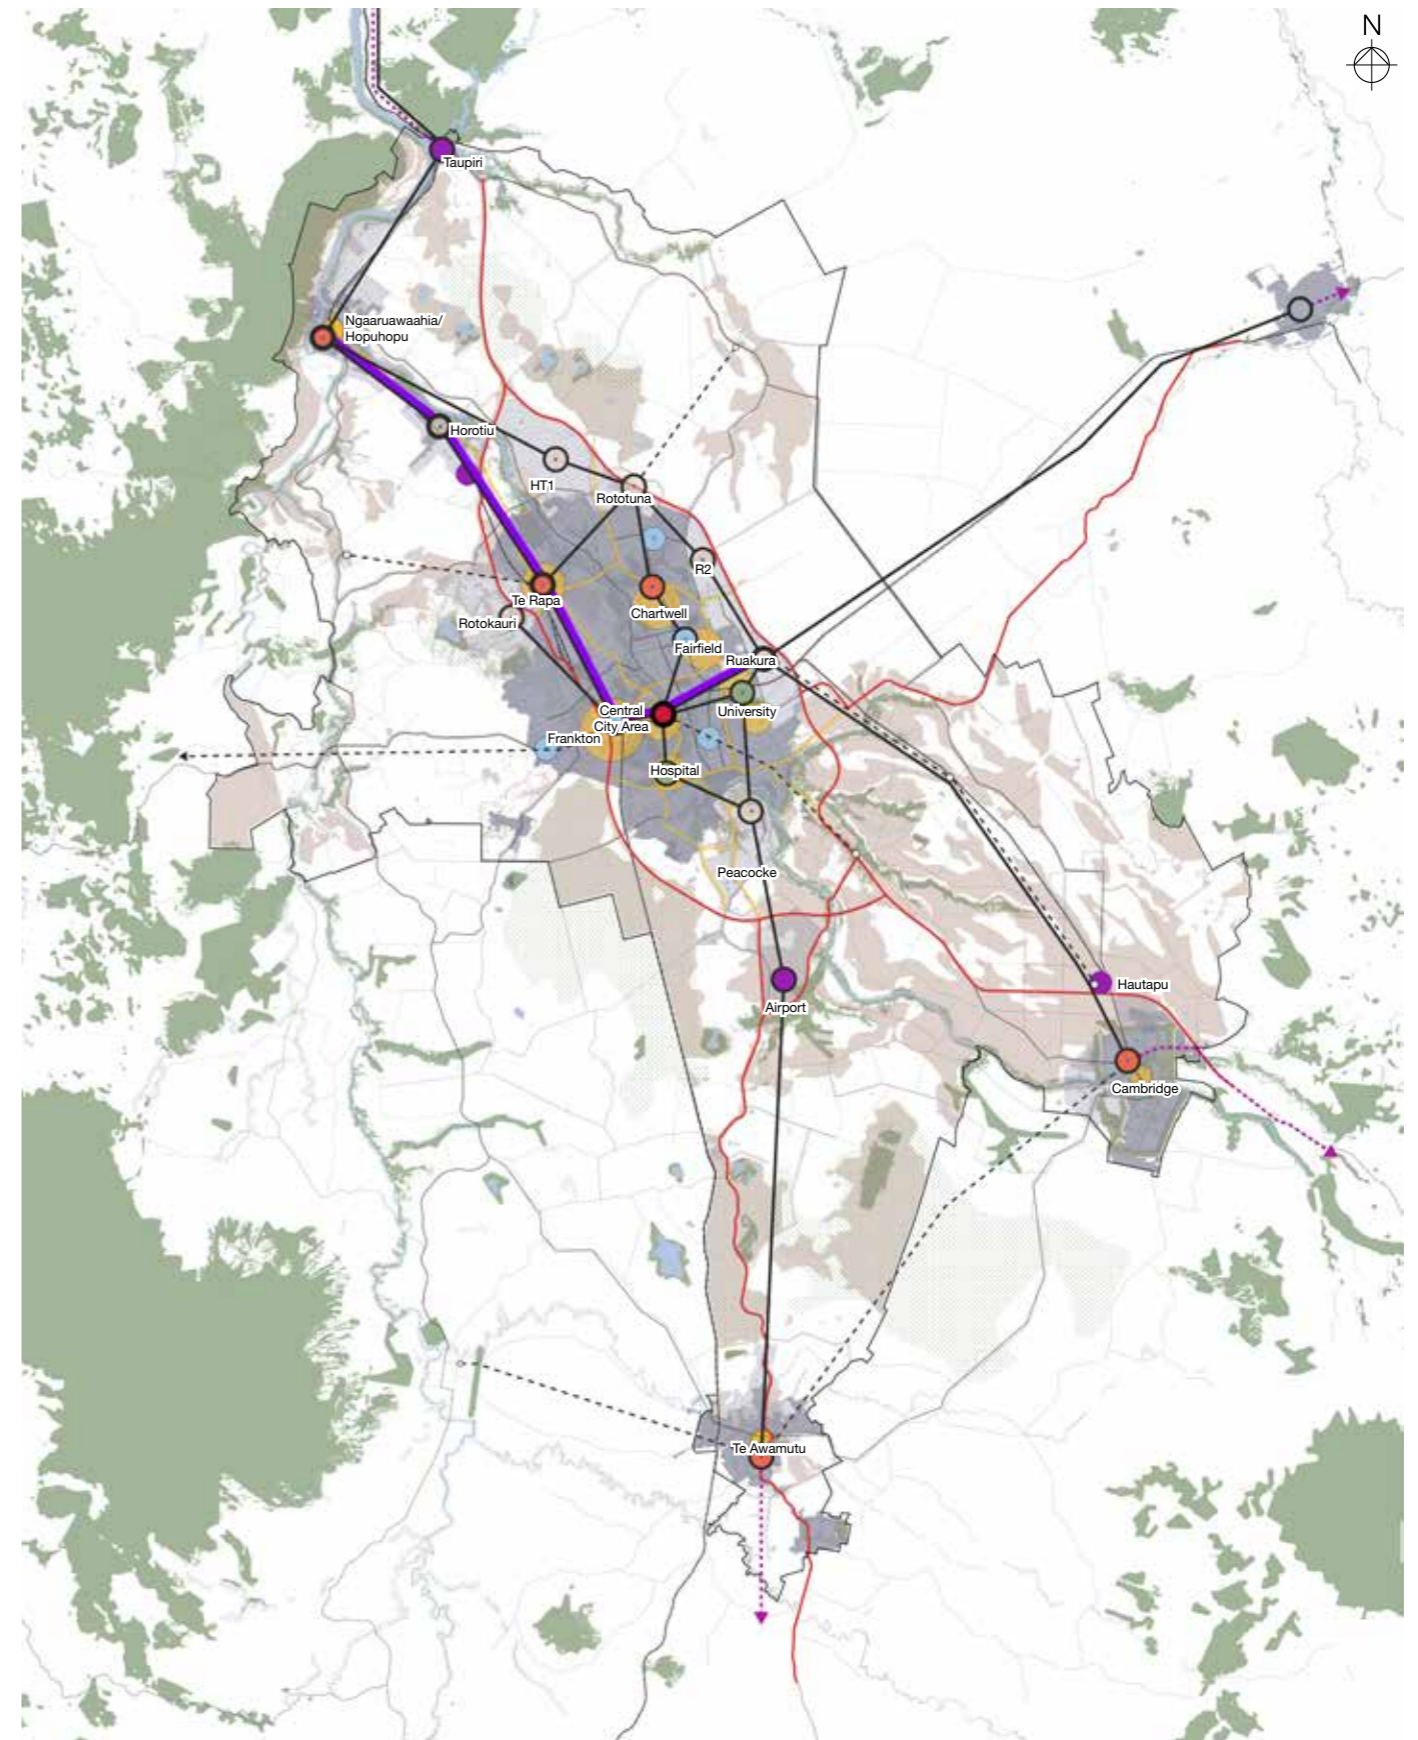 N
Taupiri
Ngaaruawaahia/
Hopuhopu
Horotiu
HT1
Rototuna
R2
Te Rapa
Chartwell
Rotokauri
Fairfield
Ruakura
Central
City Area
University
Frankton
Hospital
Peacocke
Hautapu
Airport
Cambridge
Te Awamutu